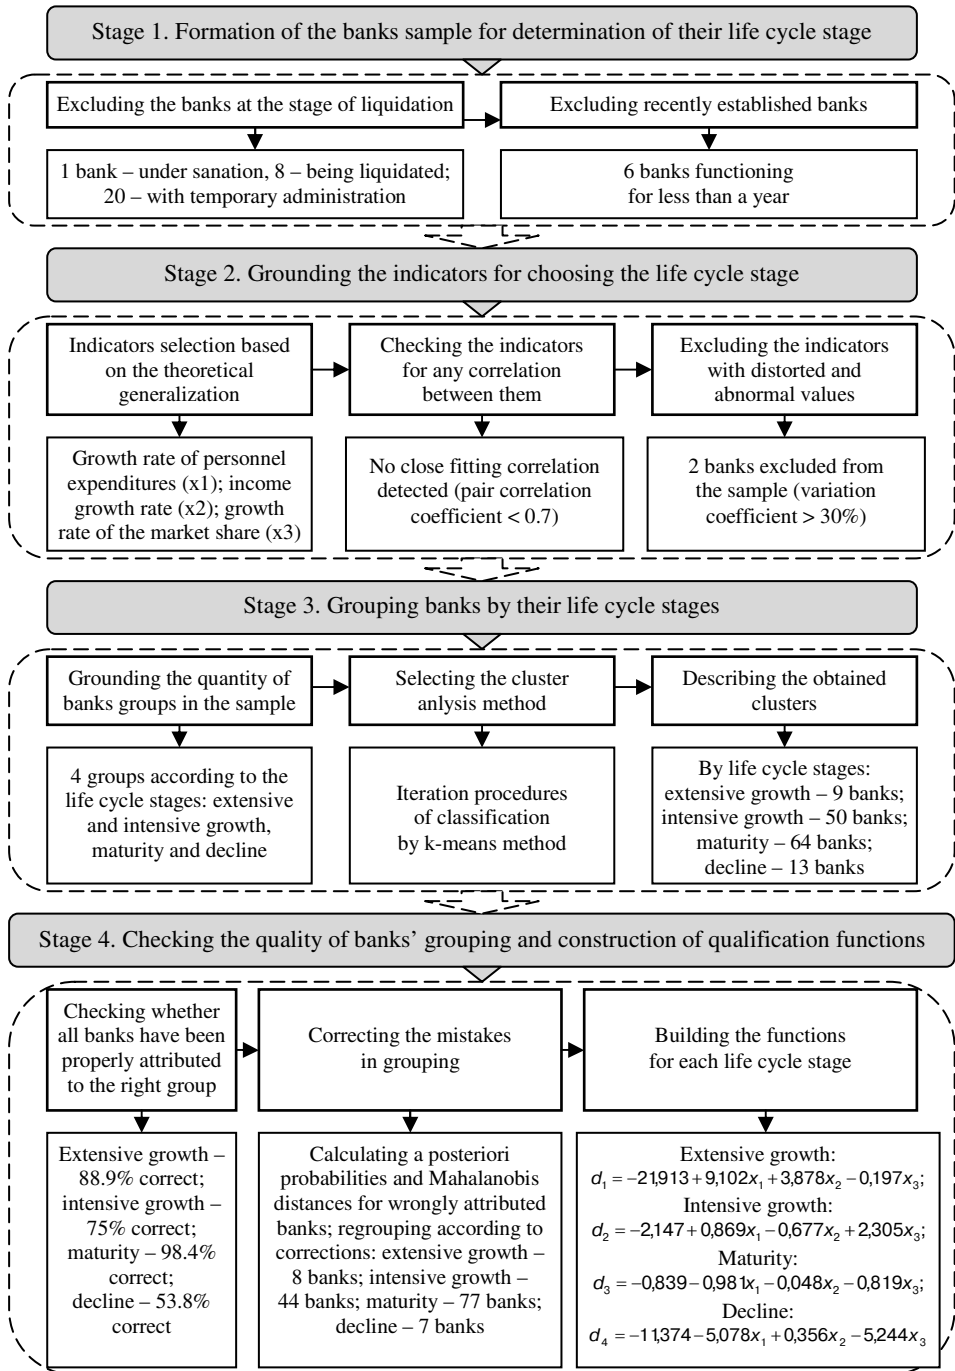 Stage 1. Formation of the banks sample for determination of their life cycle stage
Excluding the banks at the stage of liquidation
Excluding recently established banks
1 bank – under sanation, 8 – being liquidated;
20 – with temporary administration
6 banks functioning
for less than a year
Stage 2. Grounding the indicators for choosing the life cycle stage
Indicators selection based
on the theoretical
generalization
Checking the indicators
for any correlation
between them
Excluding the indicators
with distorted and
abnormal values
Growth rate of personnel
expenditures (x1); income
growth rate (x2); growth
rate of the market share (x3)
No close fitting correlation
detected (pair correlation
coefficient < 0.7)
2 banks excluded from
the sample (variation
coefficient > 30%)
Stage 3. Grouping banks by their life cycle stages
Grounding the quantity of
banks groups in the sample
Selecting the cluster
anlysis method
Describing the obtained
clusters
4 groups according to the
life cycle stages: extensive
and intensive growth,
maturity and decline
Iteration procedures
of classification
by k-means method
By life cycle stages:
extensive growth – 9 banks;
intensive growth – 50 banks;
maturity – 64 banks;
decline – 13 banks
Stage 4. Checking the quality of banks’ grouping and construction of qualification functions
Checking whether
all banks have been
properly attributed
to the right group
Correcting the mistakes
in grouping
Building the functions
for each life cycle stage
Extensive growth –
88.9% correct;
intensive growth –
75% correct;
maturity – 98.4%
correct;
decline – 53.8%
correct
Calculating a posteriori
probabilities and Mahalanobis
distances for wrongly attributed
banks; regrouping according to
corrections: extensive growth –
8 banks; intensive growth –
44 banks; maturity – 77 banks;
decline – 7 banks
Extensive growth:
d₁ = −21,913 + 9,102x₁ + 3,878x₂ − 0,197x₃;
Intensive growth:
d₂ = −2,147 + 0,869x₁ − 0,677x₂ + 2,305x₃;
Maturity:
d₃ = −0,839 − 0,981x₁ − 0,048x₂ − 0,819x₃;
Decline:
d₄ = −11,374 − 5,078x₁ + 0,356x₂ − 5,244x₃